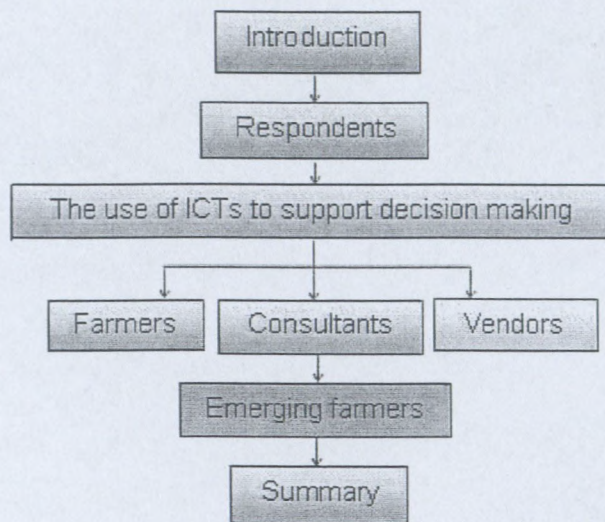 Introduction
Respondents
The use of ICTs to support decision making
Farmers
Consultants
Vendors
Emerging farmers
Summary